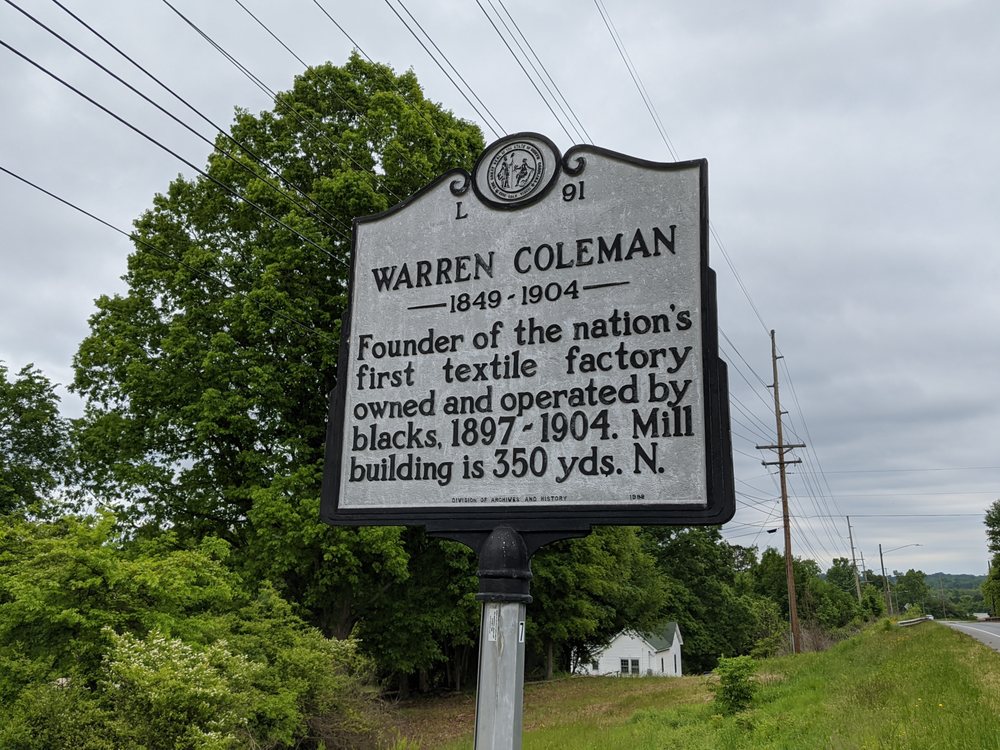 L 91
WARREN COLEMAN
1849-1904
Founder of the nation's
first textile factory
owned and operated by
blacks, 1897-1904. Mill
building is 350 yds. N.
DIVISION OF ARCHIVES AND HISTORY
7